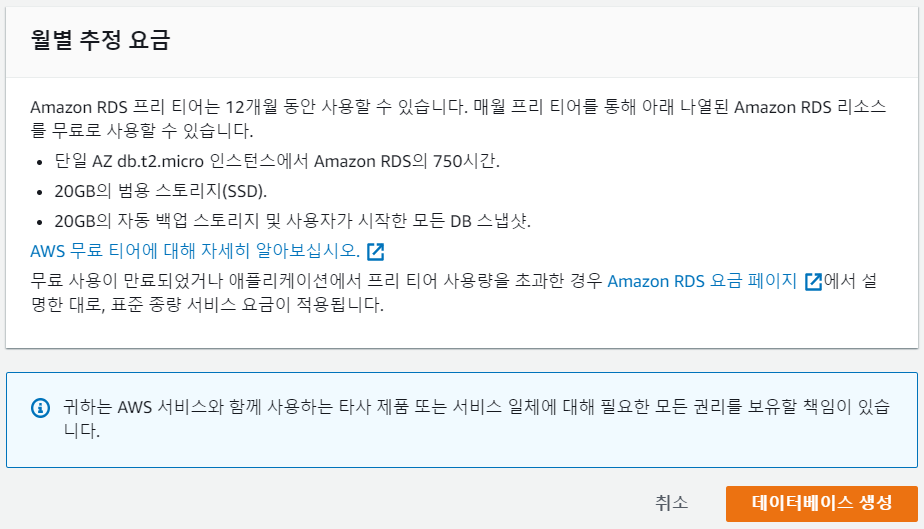 월별 추정 요금
Amazon RDS 프리 티어는 12개월 동안 사용할 수 있습니다. 매월 프리 티어를 통해 아래 나열된 Amazon RDS 리소스
를 무료로 사용할 수 있습니다.
• 단일 AZ db.t2.micro 인스턴스에서 Amazon RDS의 750시간.
• 20GB의 범용 스토리지(SSD).
• 20GB의 자동 백업 스토리지 및 사용자가 시작한 모든 DB 스냅샷.
AWS 무료 티어에 대해 자세히 알아보십시오.
무료 사용이 만료되었거나 애플리케이션에서 프리 티어 사용량을 초과한 경우 Amazon RDS 요금 페이지 에서 설
명한 대로, 표준 종량 서비스 요금이 적용됩니다.
귀하는 AWS 서비스와 함께 사용하는 타사 제품 또는 서비스 일체에 대해 필요한 모든 권리를 보유할 책임이 있습
니다.
취소 데이터베이스 생성